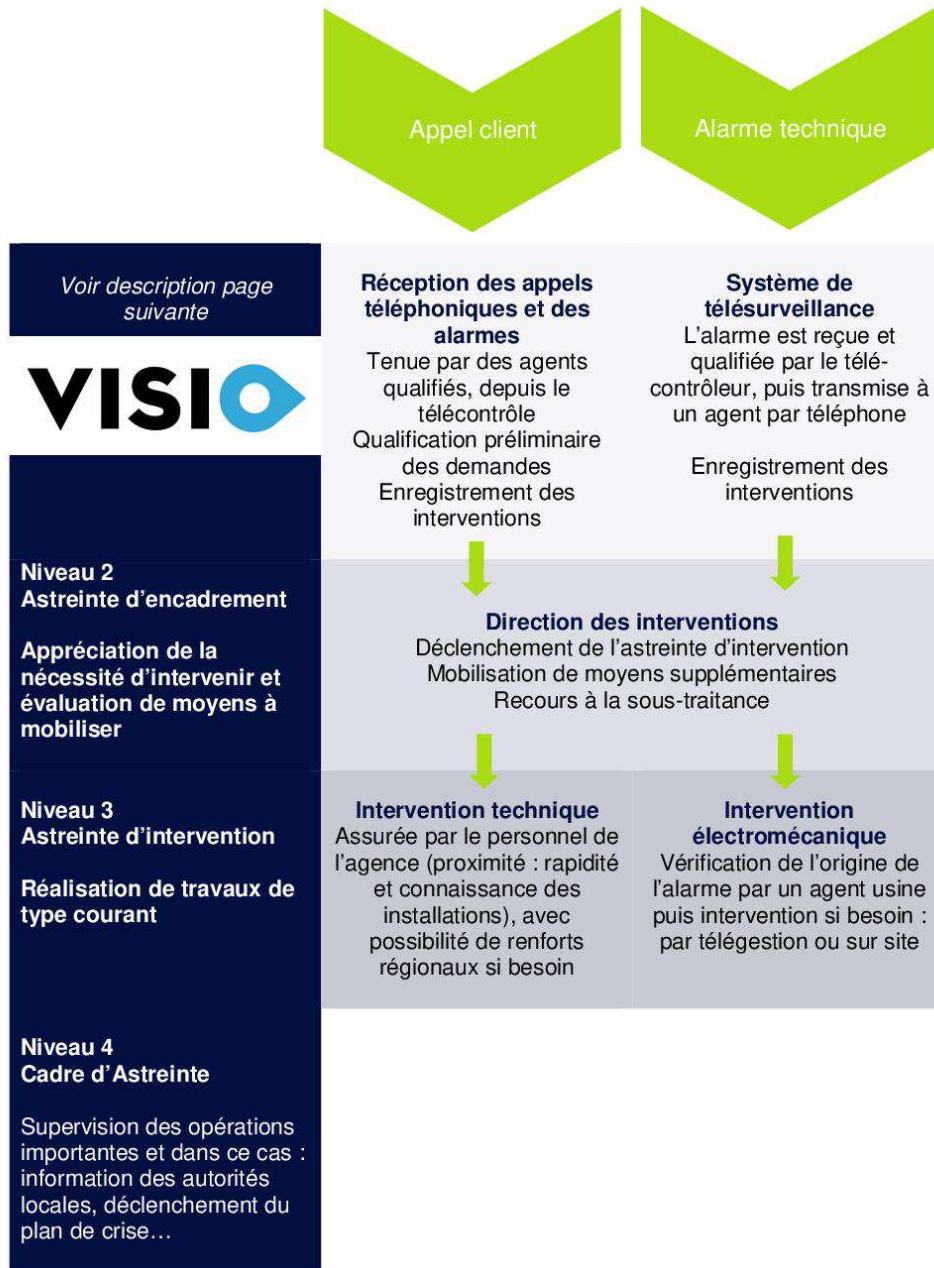 Appel client
Alarme technique
Voir description page
suivante
VISIO
Réception des appels
téléphoniques et des
alarmes
Tenue par des agents
qualifiés, depuis le
télécontrôle
Qualification préliminaire
des demandes
Enregistrement des
interventions
Système de
télésurveillance
L'alarme est reçue et
qualifiée par le télé-
contrôleur, puis transmise à
un agent par téléphone
Enregistrement des
interventions
Niveau 2
Astreinte d'encadrement
Appréciation de la
nécessité d'intervenir et
évaluation de moyens à
mobiliser
Direction des interventions
Déclenchement de l'astreinte d'intervention
Mobilisation de moyens supplémentaires
Recours à la sous-traitance
Niveau 3
Astreinte d'intervention
Réalisation de travaux de
type courant
Intervention technique
Assurée par le personnel de
l'agence (proximité : rapidité
et connaissance des
installations), avec
possibilité de renforts
régionaux si besoin
Intervention
électromécanique
Vérification de l'origine de
l'alarme par un agent usine
puis intervention si besoin :
par télégestion ou sur site
Niveau 4
Cadre d'Astreinte
Supervision des opérations
importantes et dans ce cas :
information des autorités
locales, déclenchement du
plan de crise…